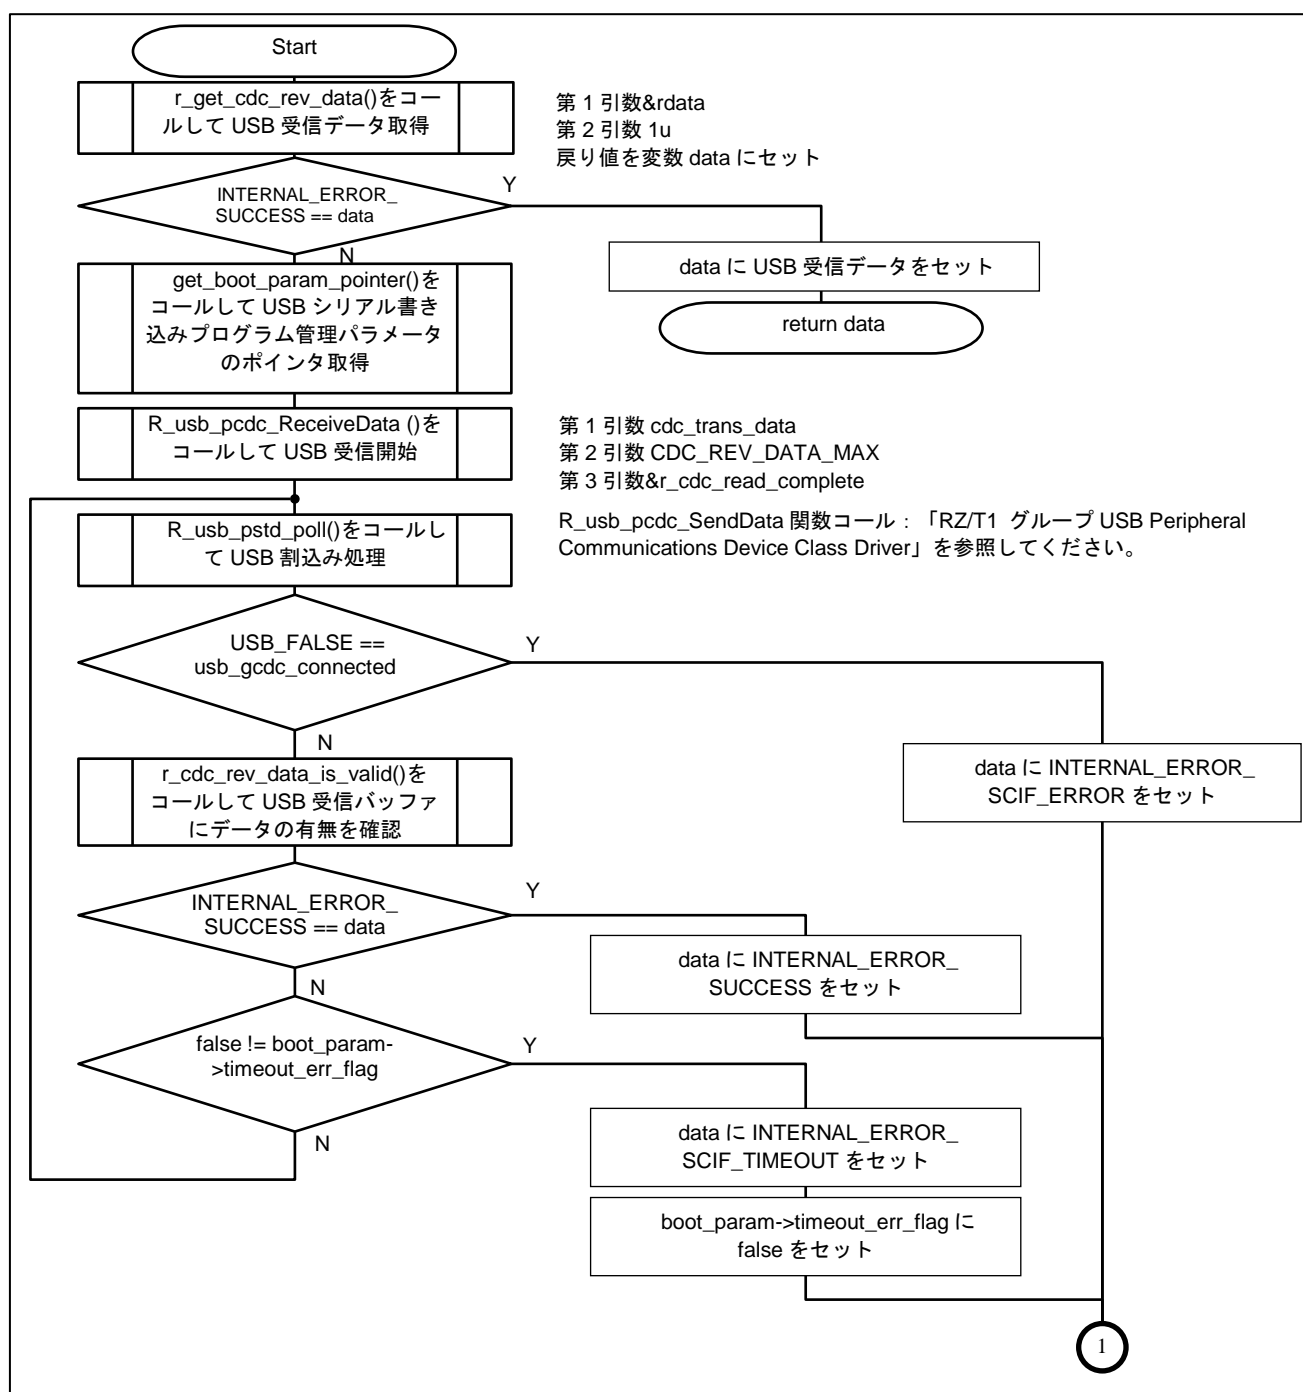 Start
r_get_cdc_rev_data()をコー
ルして USB 受信データ取得
第 1 引数&rdata
第 2 引数 1u
戻り値を変数 data にセット
INTERNAL_ERROR_
SUCCESS == data
Y
N
data に USB 受信データをセット
return data
get_boot_param_pointer()を
コールして USB シリアル書き
込みプログラム管理パラメータ
のポインタ取得
R_usb_pcdc_ReceiveData ()を
コールして USB 受信開始
第 1 引数 cdc_trans_data
第 2 引数 CDC_REV_DATA_MAX
第 3 引数&r_cdc_read_complete
R_usb_pstd_poll()をコールし
て USB 割込み処理
R_usb_pcdc_SendData 関数コール：「RZ/T1 グループ USB Peripheral
Communications Device Class Driver」を参照してください。
USB_FALSE ==
usb_gcdc_connected
Y
N
data に INTERNAL_ERROR_
SCIF_ERROR をセット
r_cdc_rev_data_is_valid()を
コールして USB 受信バッファ
にデータの有無を確認
INTERNAL_ERROR_
SUCCESS == data
Y
N
data に INTERNAL_ERROR_
SUCCESS をセット
false != boot_param-
>timeout_err_flag
Y
N
data に INTERNAL_ERROR_
SCIF_TIMEOUT をセット
boot_param->timeout_err_flag に
false をセット
1